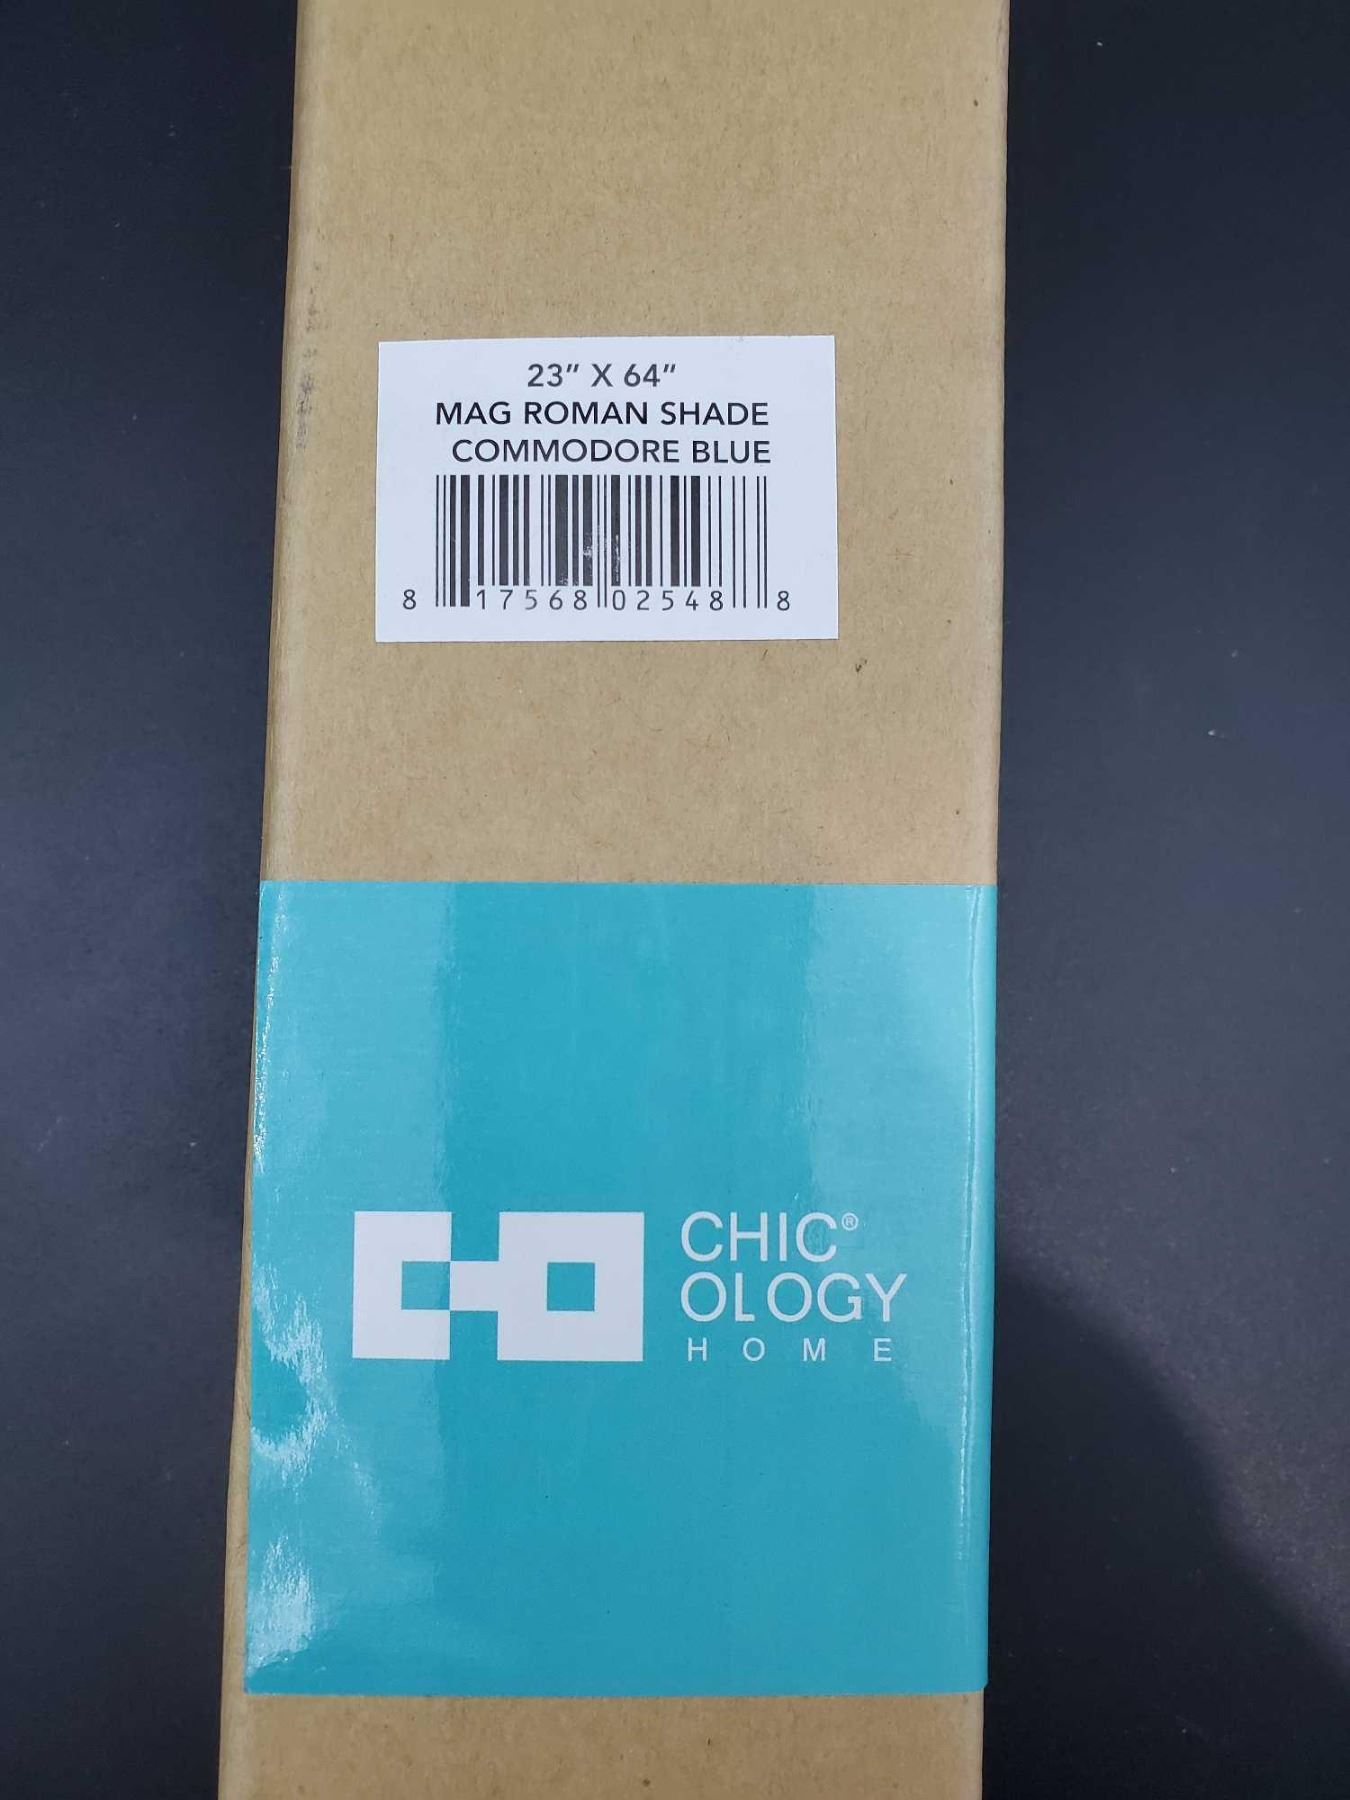 23” X 64”
MAG ROMAN SHADE
COMMODORE BLUE
8 17568 02548 8
CHIC®
OLOGY
HOME